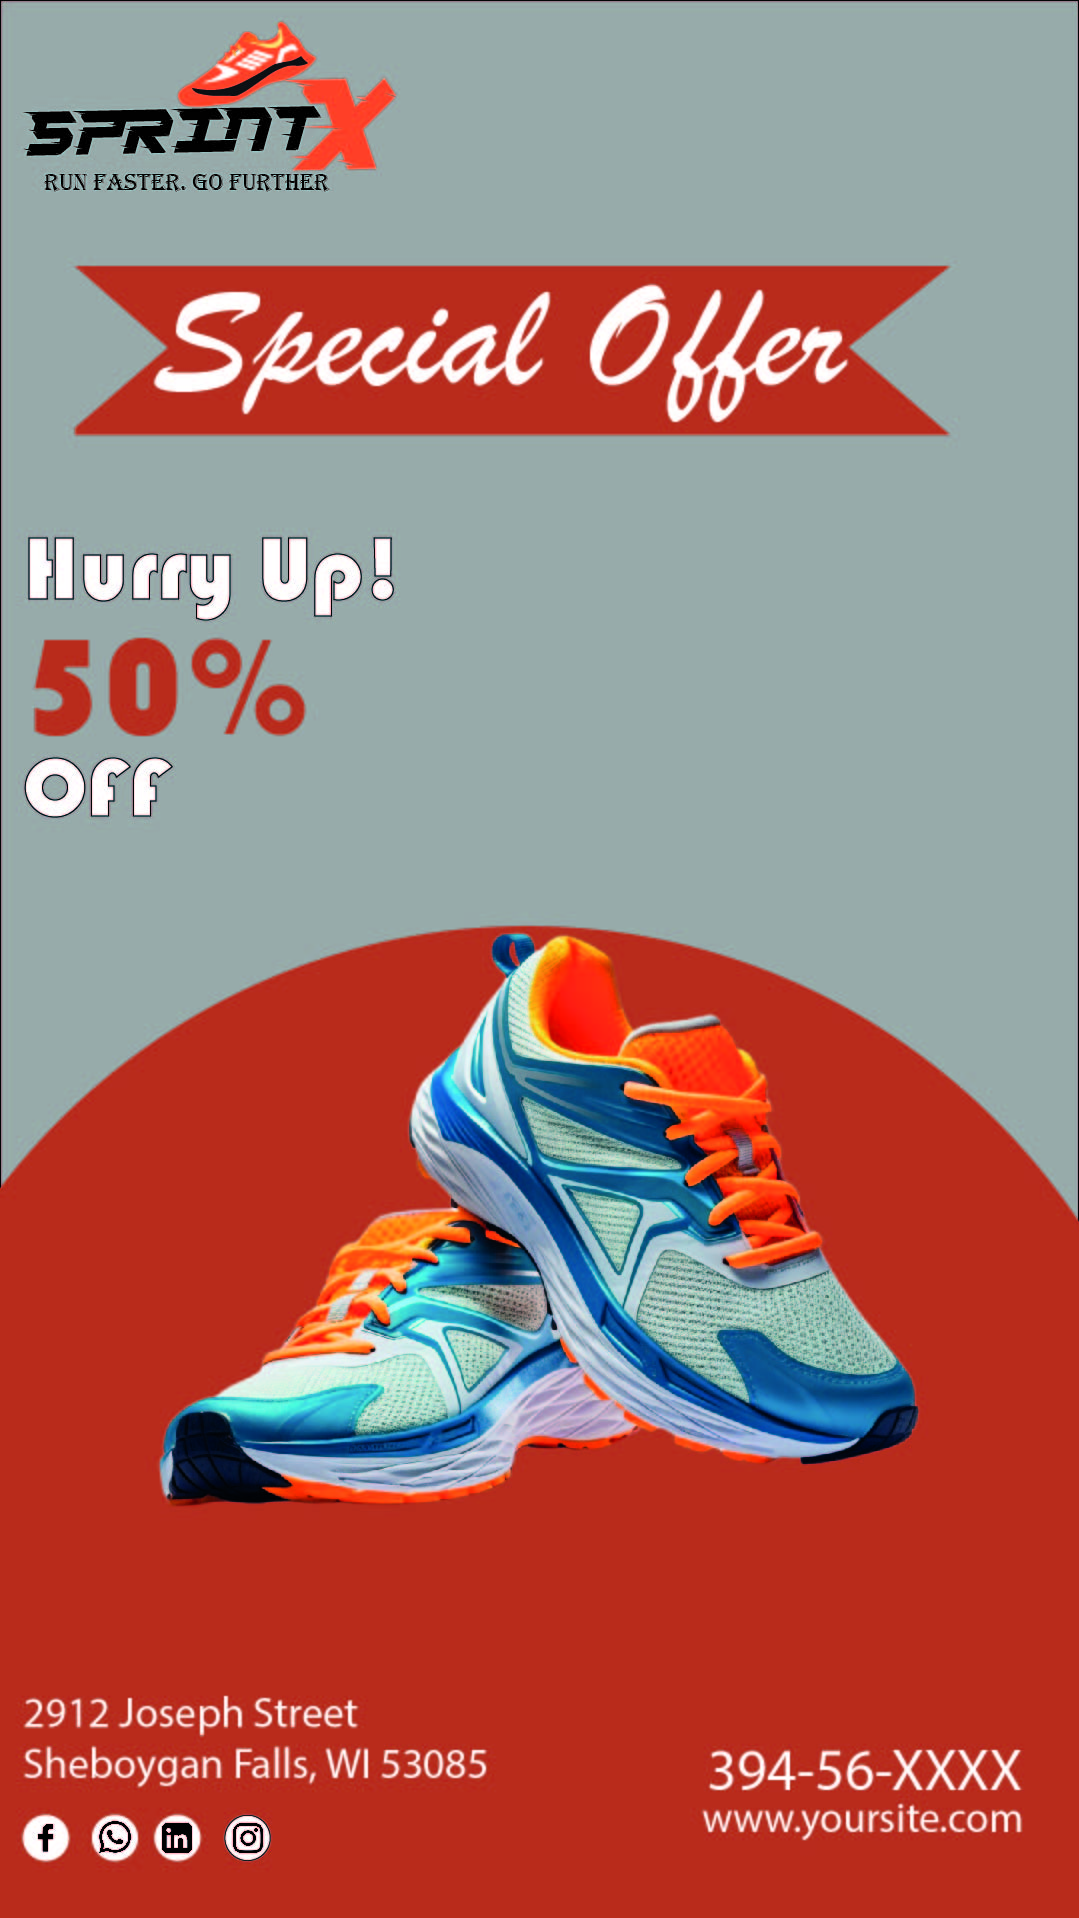 SPRINTX
RUN FASTER. GO FURTHER
Special Offer
Hurry Up!
50%
Off
2912 Joseph Street
Sheboygan Falls, WI 53085
394-56-XXXX
www.yoursite.com